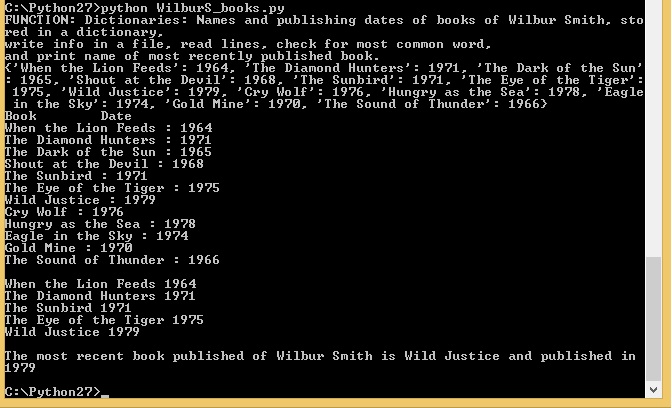 C:\Python27>python WilburS_books.py
FUNCTION: Dictionaries: Names and publishing dates of books of Wilbur Smith, sto
red in a dictionary,
write info in a file, read lines, check for most common word,
and print name of most recently published book.
{'When the Lion Feeds': 1964, 'The Diamond Hunters': 1971, 'The Dark of the Sun'
: 1965, 'Shout at the Devil': 1968, 'The Sunbird': 1971, 'The Eye of the Tiger':
 1975, 'Wild Justice': 1979, 'Cry Wolf': 1976, 'Hungry as the Sea': 1978, 'Eagle
 in the Sky': 1974, 'Gold Mine': 1970, 'The Sound of Thunder': 1966}
Book        Date
When the Lion Feeds : 1964
The Diamond Hunters : 1971
The Dark of the Sun : 1965
Shout at the Devil : 1968
The Sunbird : 1971
The Eye of the Tiger : 1975
Wild Justice : 1979
Cry Wolf : 1976
Hungry as the Sea : 1978
Eagle in the Sky : 1974
Gold Mine : 1970
The Sound of Thunder : 1966
When the Lion Feeds 1964
The Diamond Hunters 1971
The Sunbird 1971
The Eye of the Tiger 1975
Wild Justice 1979
The most recent book published of Wilbur Smith is Wild Justice and published in
1979
C:\Python27>_